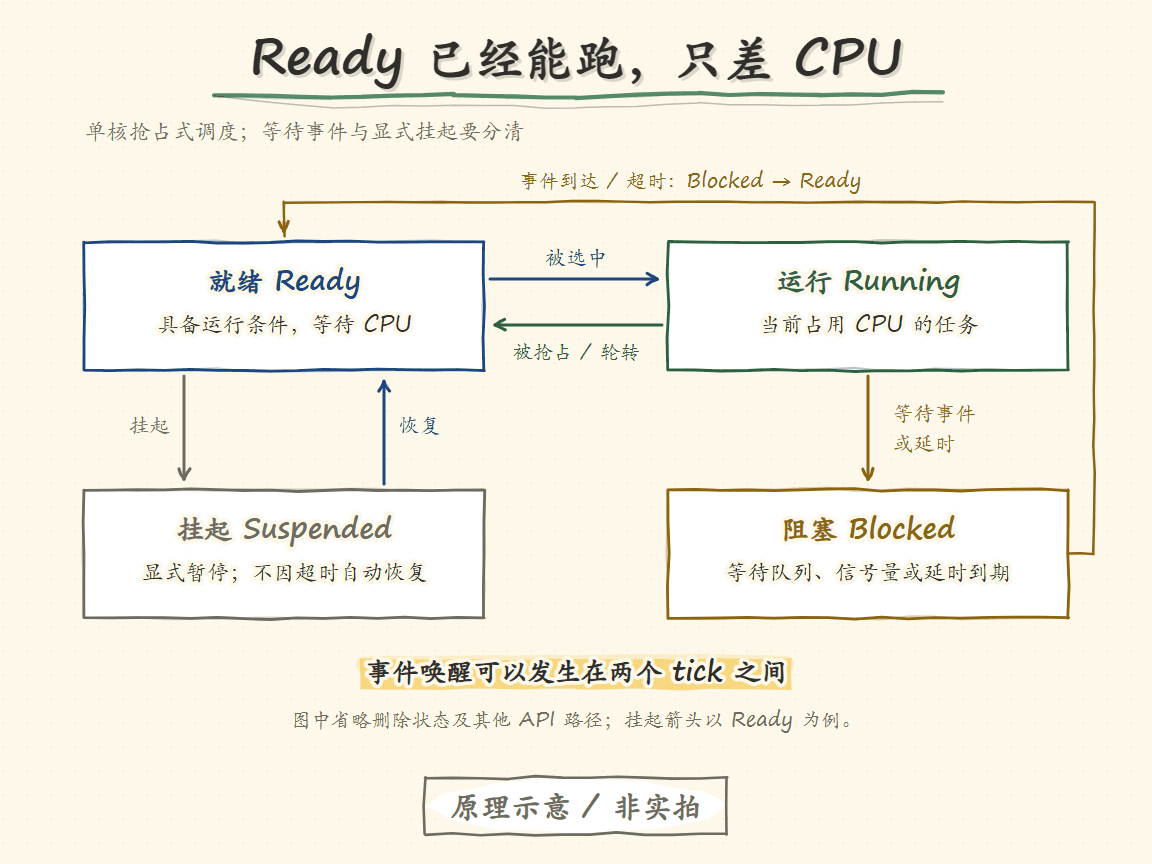 Ready 已经能跑，只差 CPU
单核抢占式调度；等待事件与显式挂起要分清
事件到达 / 超时：Blocked → Ready
就绪 Ready
具备运行条件，等待 CPU
被选中
被抢占 / 轮转
运行 Running
当前占用 CPU 的任务
挂起
恢复
等待事件
或延时
挂起 Suspended
显式暂停；不因超时自动恢复
阻塞 Blocked
等待队列、信号量或延时到期
事件唤醒可以发生在两个 tick 之间
图中省略删除状态及其他 API 路径；挂起箭头以 Ready 为例。
原理示意 / 非实拍